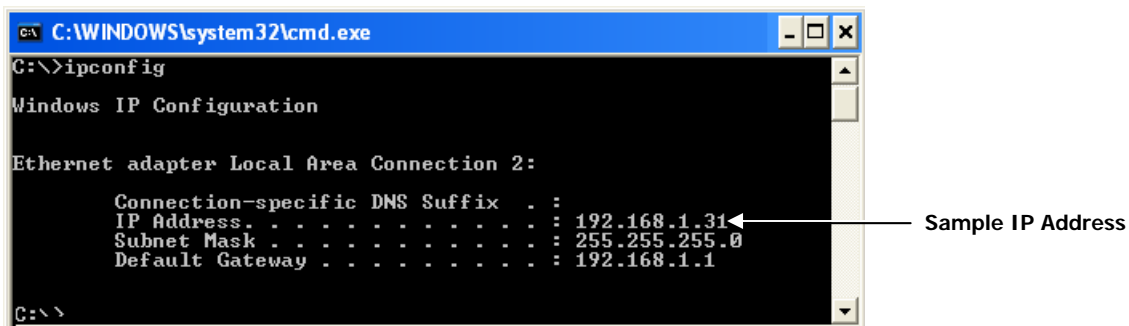 C:\WINDOWS\system32\cmd.exe
C:\>ipconfig
Windows IP Configuration
Ethernet adapter Local Area Connection 2:
Connection-specific DNS Suffix . :
IP Address. . . . . . . . . . . . : 192.168.1.31
Sample IP Address
Subnet Mask . . . . . . . . . . . : 255.255.255.0
Default Gateway . . . . . . . . . : 192.168.1.1
C:\>